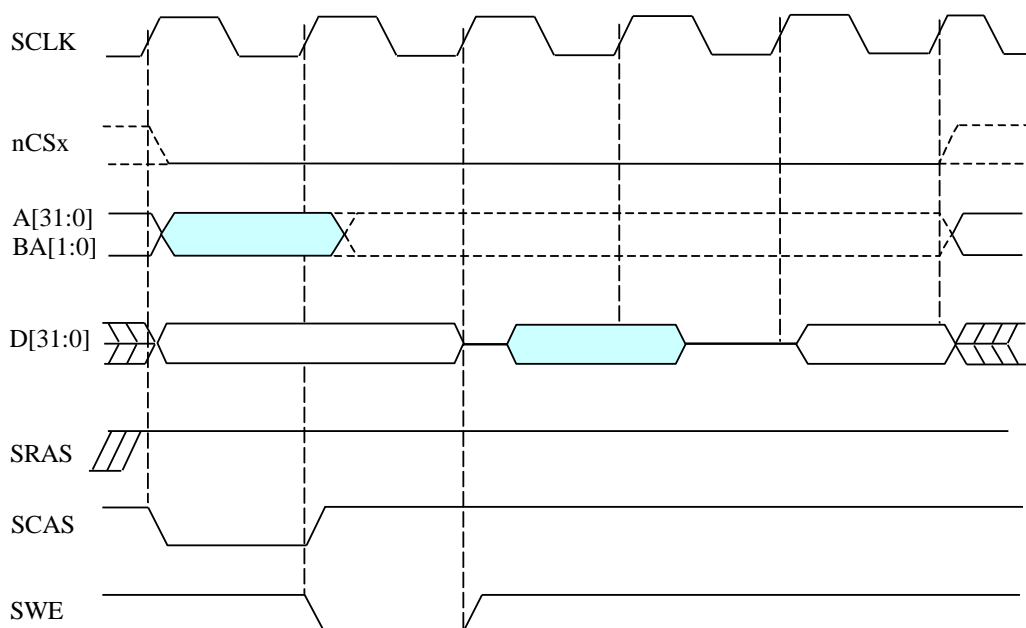 SCLK
nCSx
A[31:0]
BA[1:0]
D[31:0]
SRAS
SCAS
SWE